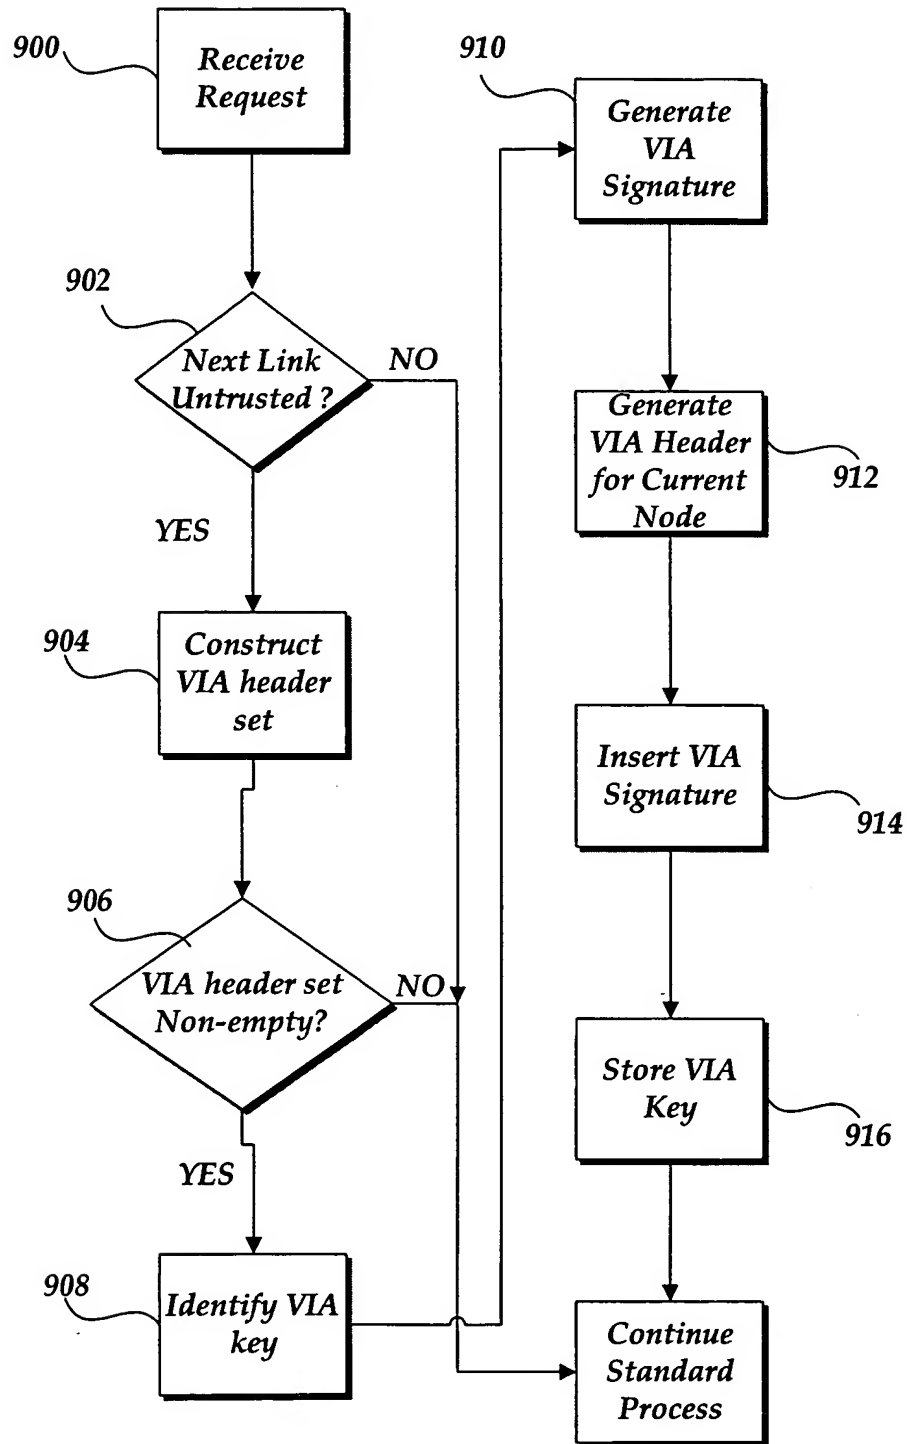 900
Receive
Request
902
Next Link
Untrusted ?
NO
YES
904
Construct
VIA header
set
906
VIA header set
Non-empty?
NO
YES
908
Identify VIA
key
910
Generate
VIA
Signature
Generate
VIA Header
for Current
Node
912
Insert VIA
Signature
914
Store VIA
Key
916
Continue
Standard
Process